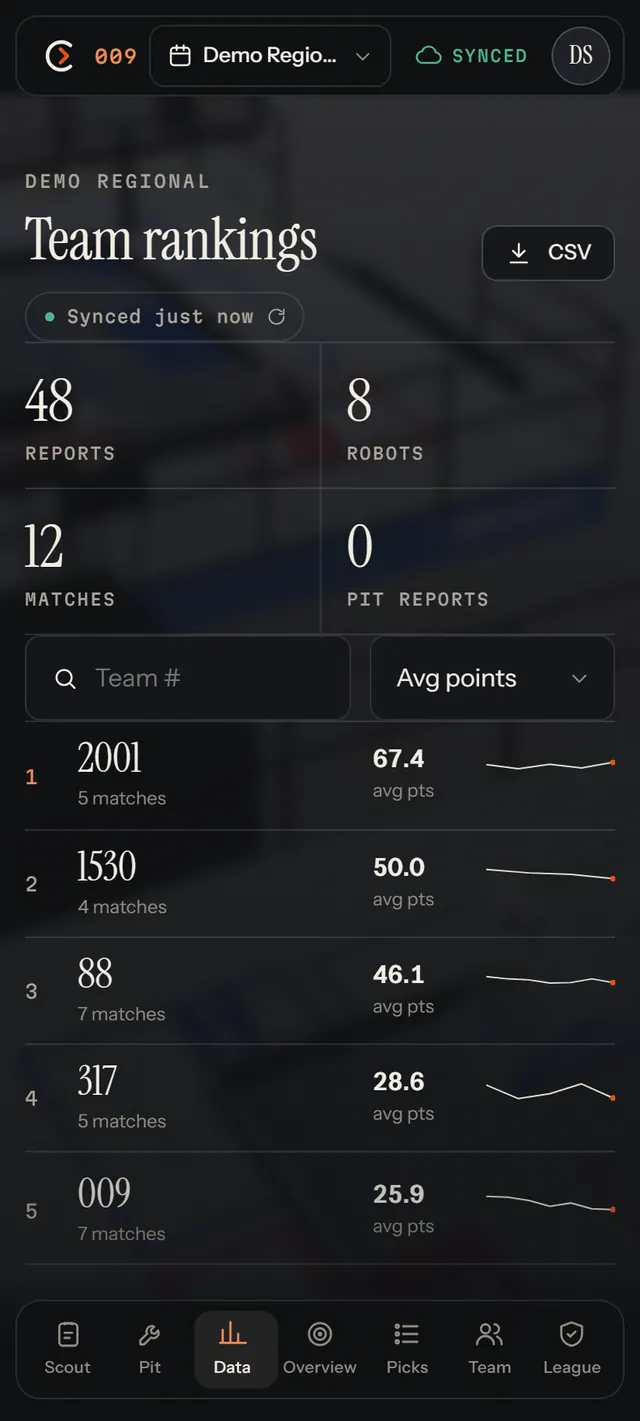 009 Demo Regio... SYNCED DS
DEMO REGIONAL
Team rankings
CSV
Synced just now
48 8
REPORTS ROBOTS
12 0
MATCHES PIT REPORTS
Team # Avg points
1 2001 67.4
5 matches avg pts
2 1530 50.0
4 matches avg pts
3 88 46.1
7 matches avg pts
4 317 28.6
5 matches avg pts
5 009 25.9
7 matches avg pts
Scout Pit Data Overview Picks Team League